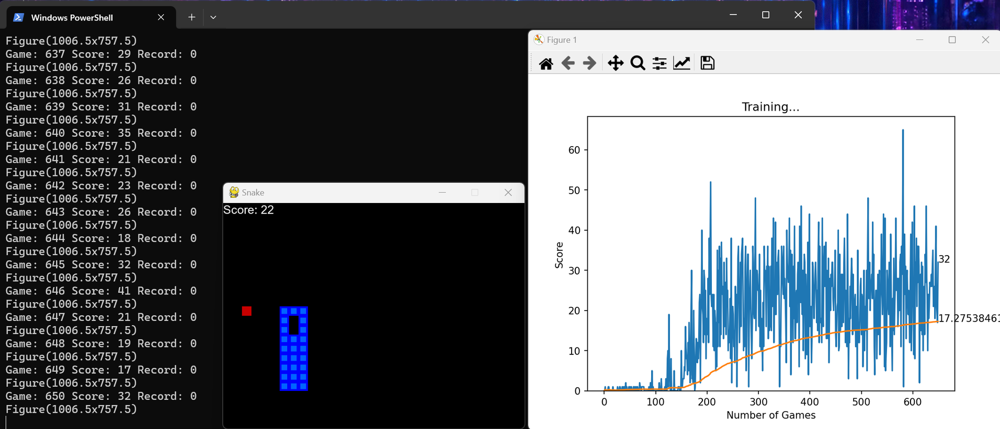 Windows PowerShell
Figure(1006.5x757.5)
Game: 637 Score: 29 Record: 0
Figure(1006.5x757.5)
Game: 638 Score: 26 Record: 0
Figure(1006.5x757.5)
Game: 639 Score: 31 Record: 0
Figure(1006.5x757.5)
Game: 640 Score: 35 Record: 0
Figure(1006.5x757.5)
Game: 641 Score: 21 Record: 0
Figure(1006.5x757.5)
Game: 642 Score: 23 Record: 0
Figure(1006.5x757.5)
Game: 643 Score: 26 Record: 0
Figure(1006.5x757.5)
Game: 644 Score: 18 Record: 0
Figure(1006.5x757.5)
Game: 645 Score: 32 Record: 0
Figure(1006.5x757.5)
Game: 646 Score: 41 Record: 0
Figure(1006.5x757.5)
Game: 647 Score: 21 Record: 0
Figure(1006.5x757.5)
Game: 648 Score: 19 Record: 0
Figure(1006.5x757.5)
Game: 649 Score: 17 Record: 0
Figure(1006.5x757.5)
Game: 650 Score: 32 Record: 0
Figure(1006.5x757.5)
Snake
Score: 22
Figure 1
Training...
60
50
40
30
20
10
0
Score
32
17.27538461
0 100 200 300 400 500 600
Number of Games